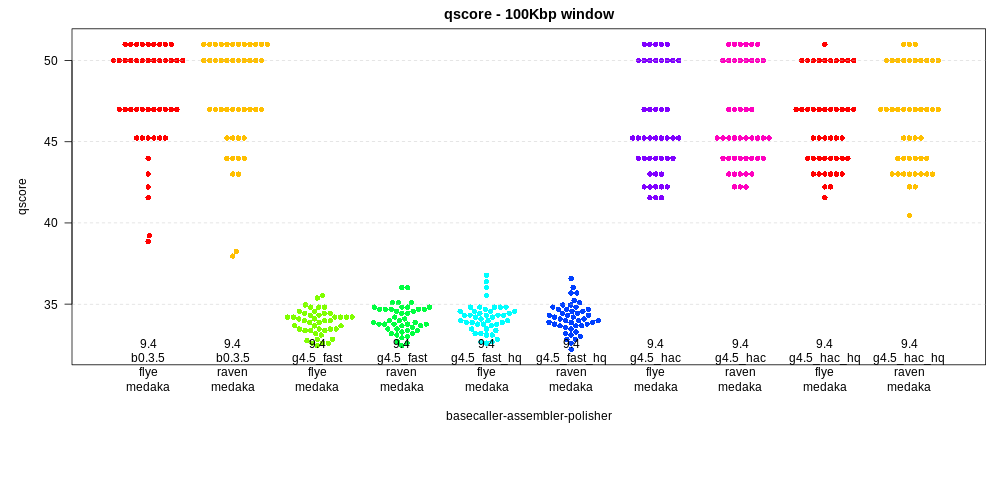 qscore - 100Kbp window
qscore
50
45
40
35
9.4 9.4 9.4 9.4 9.4 9.4 9.4 9.4 9.4 9.4
b0.3.5 b0.3.5 g4.5_fast g4.5_fast g4.5_fast_hq g4.5_fast_hq g4.5_hac g4.5_hac g4.5_hac_hq g4.5_hac_hq
flye raven flye raven flye raven flye raven flye raven
medaka medaka medaka medaka medaka medaka medaka medaka medaka medaka
basecaller-assembler-polisher